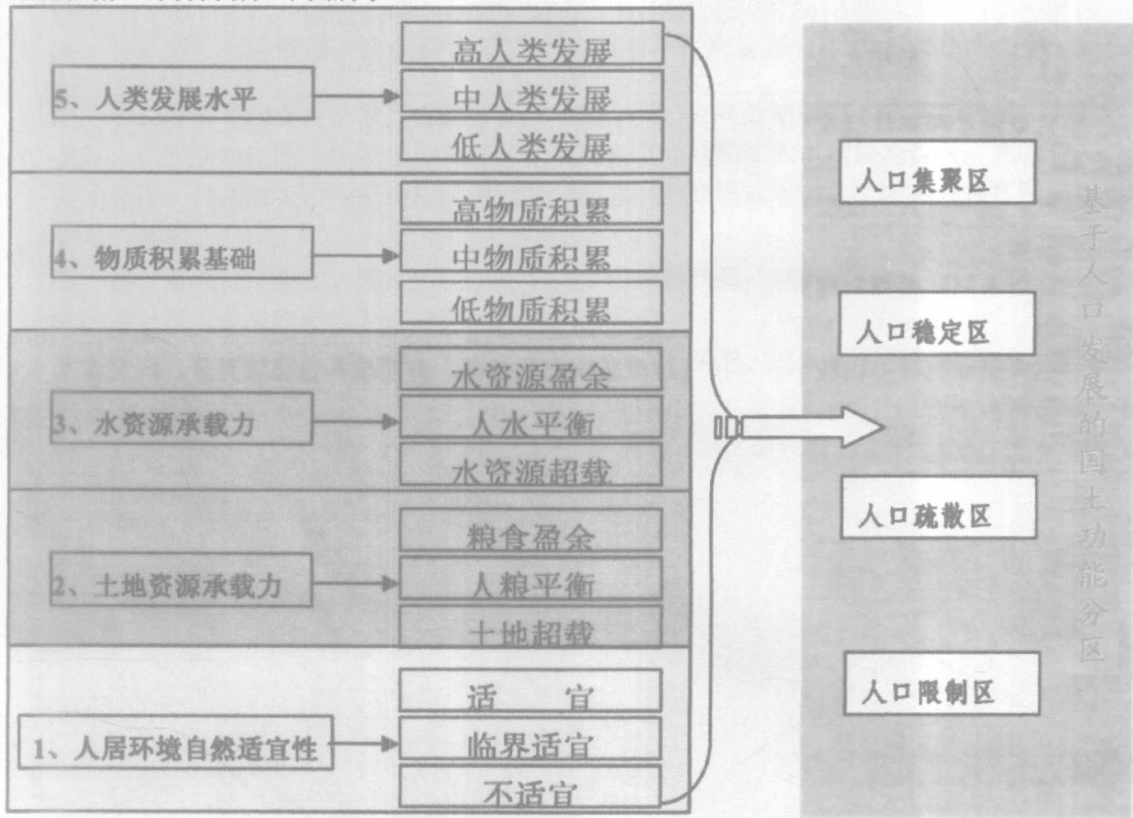 高人类发展
5、人类发展水平
中人类发展
低人类发展
高物质积累
4、物质积累基础
中物质积累
低物质积累
水资源盈余
3、水资源承载力
人水平衡
水资源超载
粮食盈余
2、土地资源承载力
人粮平衡
土地超载
适 宜
1、人居环境自然适宜性
临界适宜
不适宜
人口集聚区
人口稳定区
人口疏散区
人口限制区
基于人口发展的国土功能分区